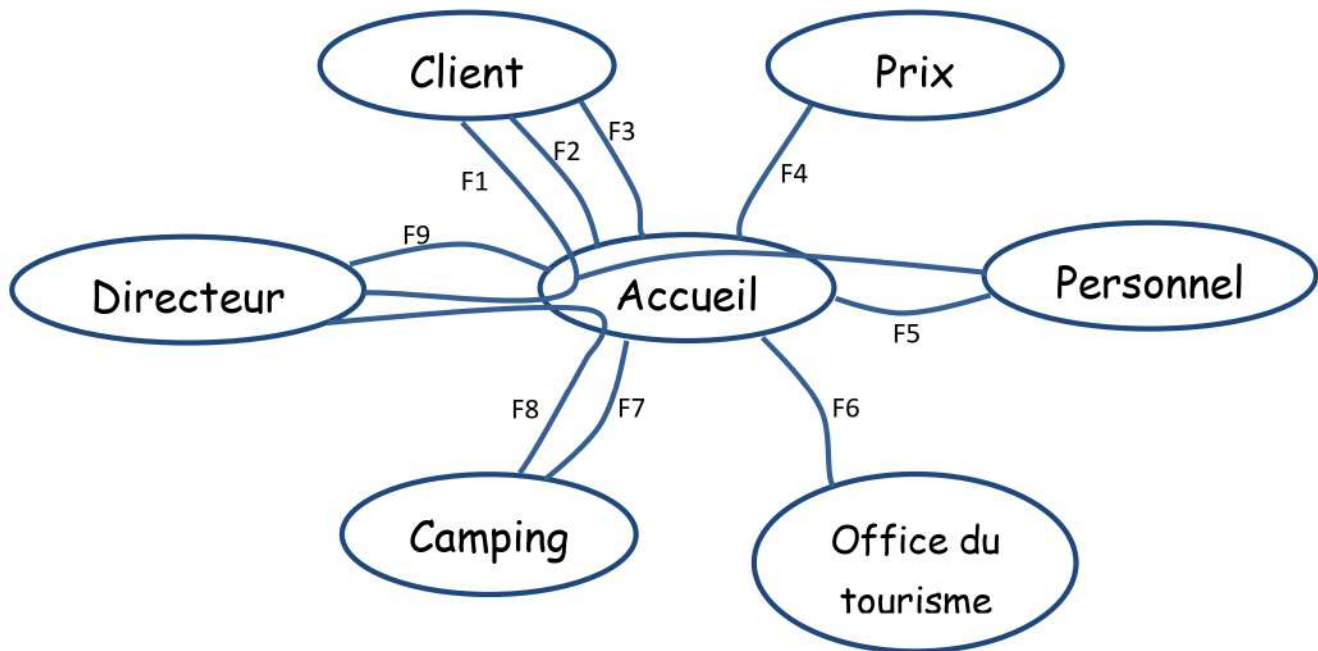 Client
Prix
F3
F2
F4
F1
F9
Directeur
Accueil
Personnel
F5
F8
F7
F6
Camping
Office du
tourisme